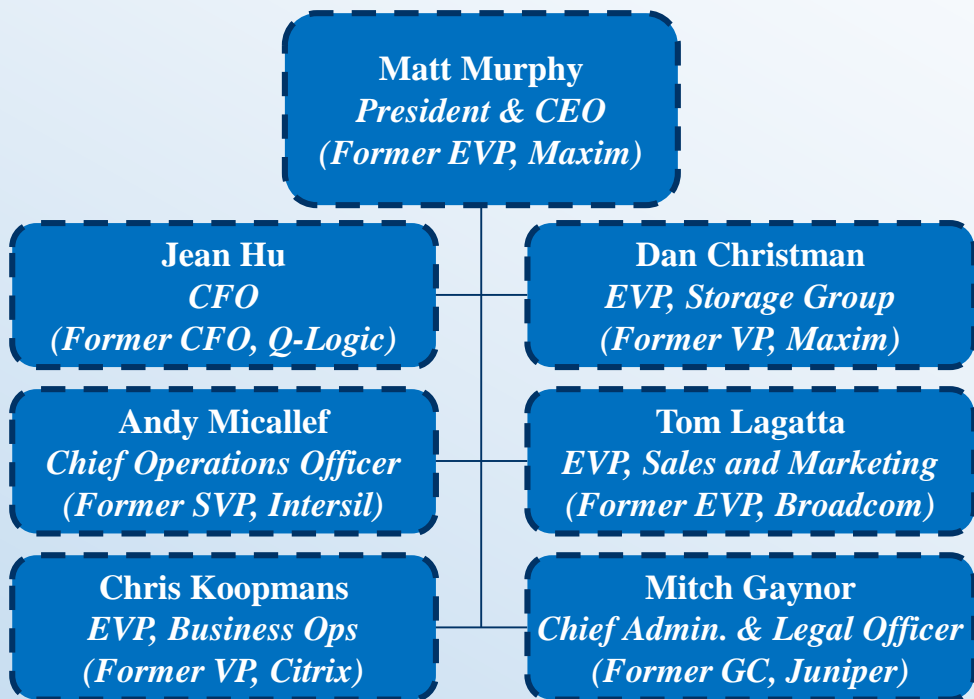 Matt Murphy
President & CEO
(Former EVP, Maxim)
Jean Hu
CFO
(Former CFO, Q-Logic)
Dan Christman
EVP, Storage Group
(Former VP, Maxim)
Andy Micallef
Chief Operations Officer
(Former SVP, Intersil)
Tom Lagatta
EVP, Sales and Marketing
(Former EVP, Broadcom)
Chris Koopmans
EVP, Business Ops
(Former VP, Citrix)
Mitch Gaynor
Chief Admin. & Legal Officer
(Former GC, Juniper)